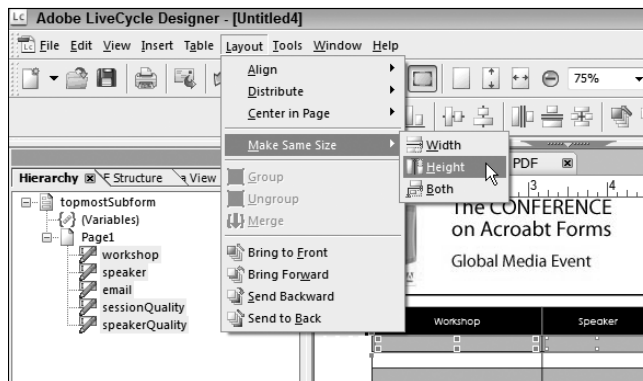 LC Adobe LiveCycle Designer - [Untitled4]
File Edit View Insert Table Layout Tools Window Help
75%
Align
Distribute
Center in Page
Make Same Size
Width
Height
Both
Group
Ungroup
Merge
Bring to Front
Bring Forward
Send Backward
Send to Back
Hierarchy Structure View
topmostSubform
(Variables)
Page1
workshop
speaker
email
sessionQuality
speakerQuality
PDF
3 4
The CONFERENCE
on Acroabt Forms
Global Media Event
Workshop Speaker